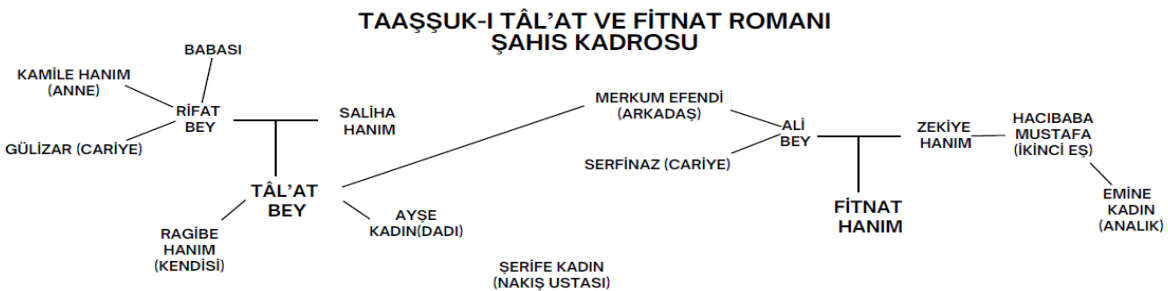 TAAŞŞUK-I TÂL’AT VE FİTNAT ROMANI
ŞAHIS KADROSU
BABASI
KAMİLE HANIM
(ANNE)
RİFAT
BEY
GÜLİZAR (CARİYE)
SALİHA
HANIM
TÂL’AT
BEY
RAGİBE
HANIM
(KENDİSİ)
AYŞE
KADIN(DADI)
ŞERİFE KADIN
(NAKIŞ USTASI)
MERKUM EFENDİ
(ARKADAŞ)
SERFİNAZ (CARİYE)
ALİ
BEY
FİTNAT
HANIM
ZEKİYE
HANIM
HACIBABA
MUSTAFA
(İKİNCİ EŞ)
EMİNE
KADIN
(ANALIK)